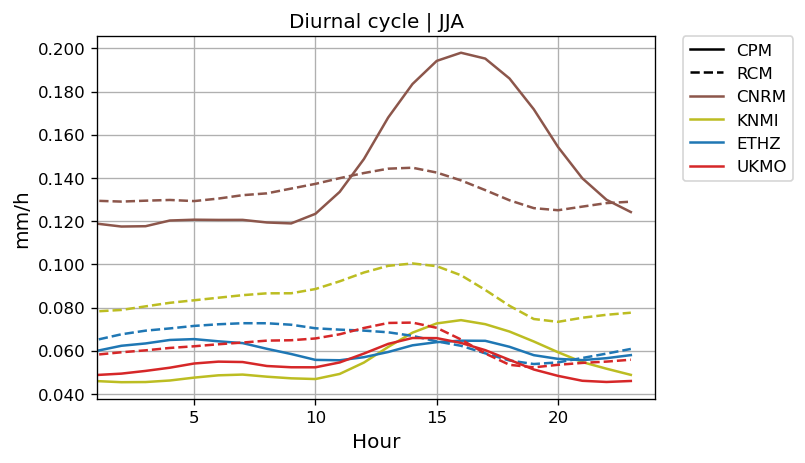 Diurnal cycle | JJA
mm/h
0.200
0.180
0.160
0.140
0.120
0.100
0.080
0.060
0.040
5 10 15 20
Hour
CPM
RCM
CNRM
KNMI
ETHZ
UKMO